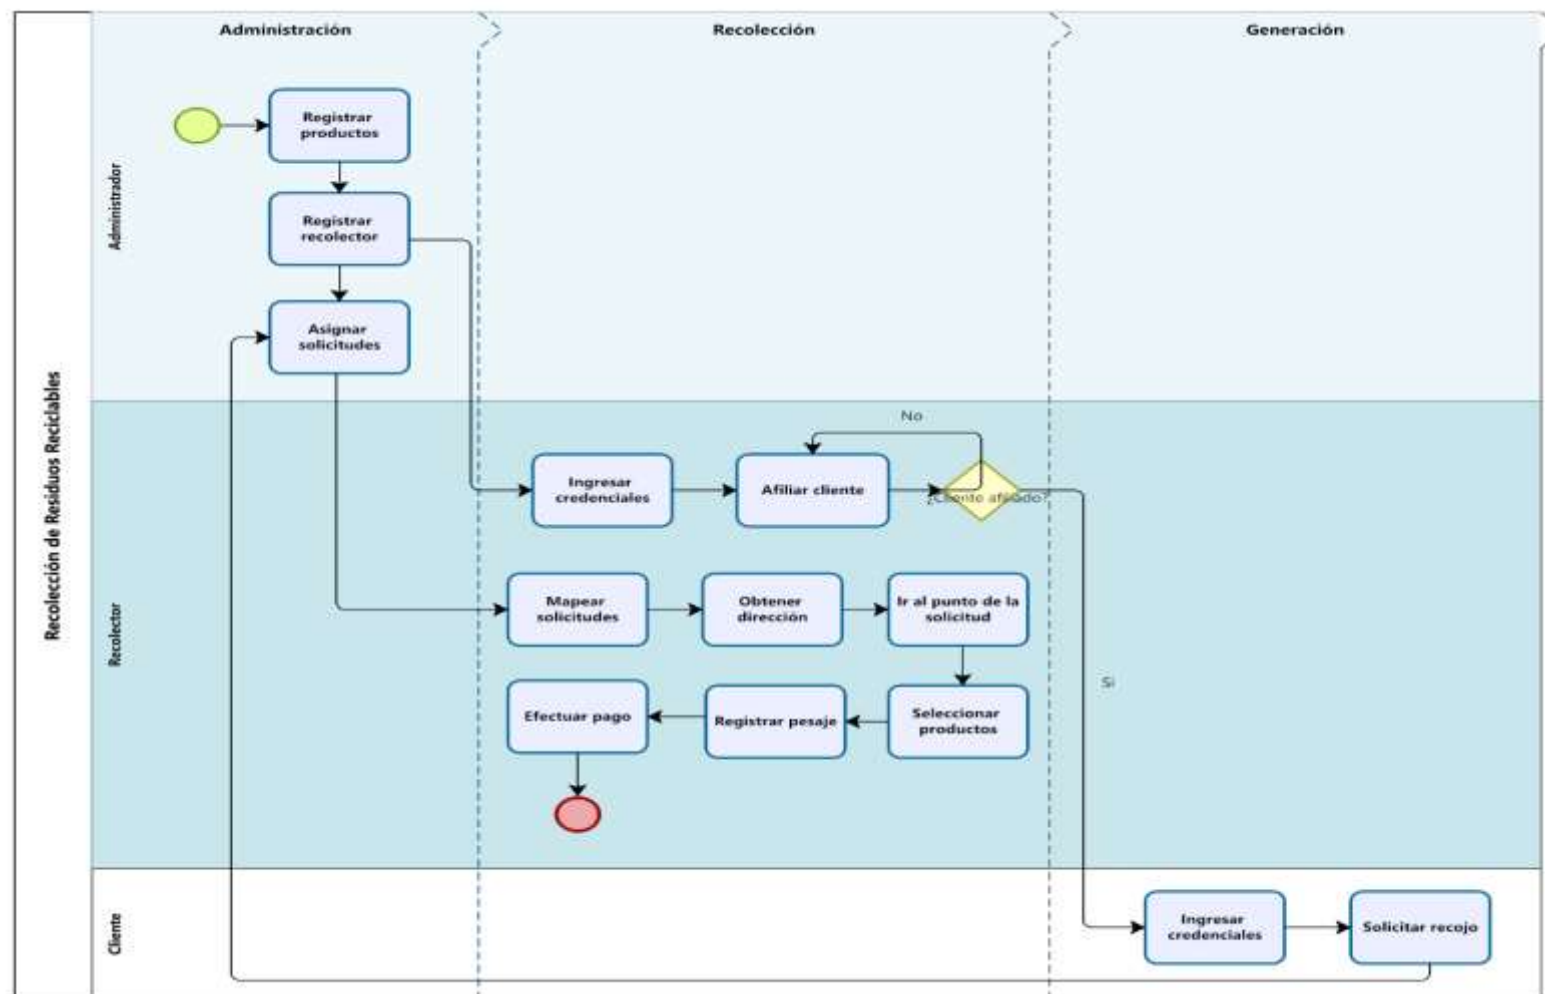 Administración
Recolección
Generación
Recolección de Residuos Reciclables
Administrador
Registrar
productos
Registrar
recolector
Asignar
solicitudes
Recolector
No
Ingresar
credenciales
Afiliar cliente
¿Cliente afiliado?
Mapear
solicitudes
Obtener
dirección
Ir al punto de la
solicitud
Si
Efectuar pago
Registrar pesaje
Seleccionar
productos
Cliente
Ingresar
credenciales
Solicitar recojo